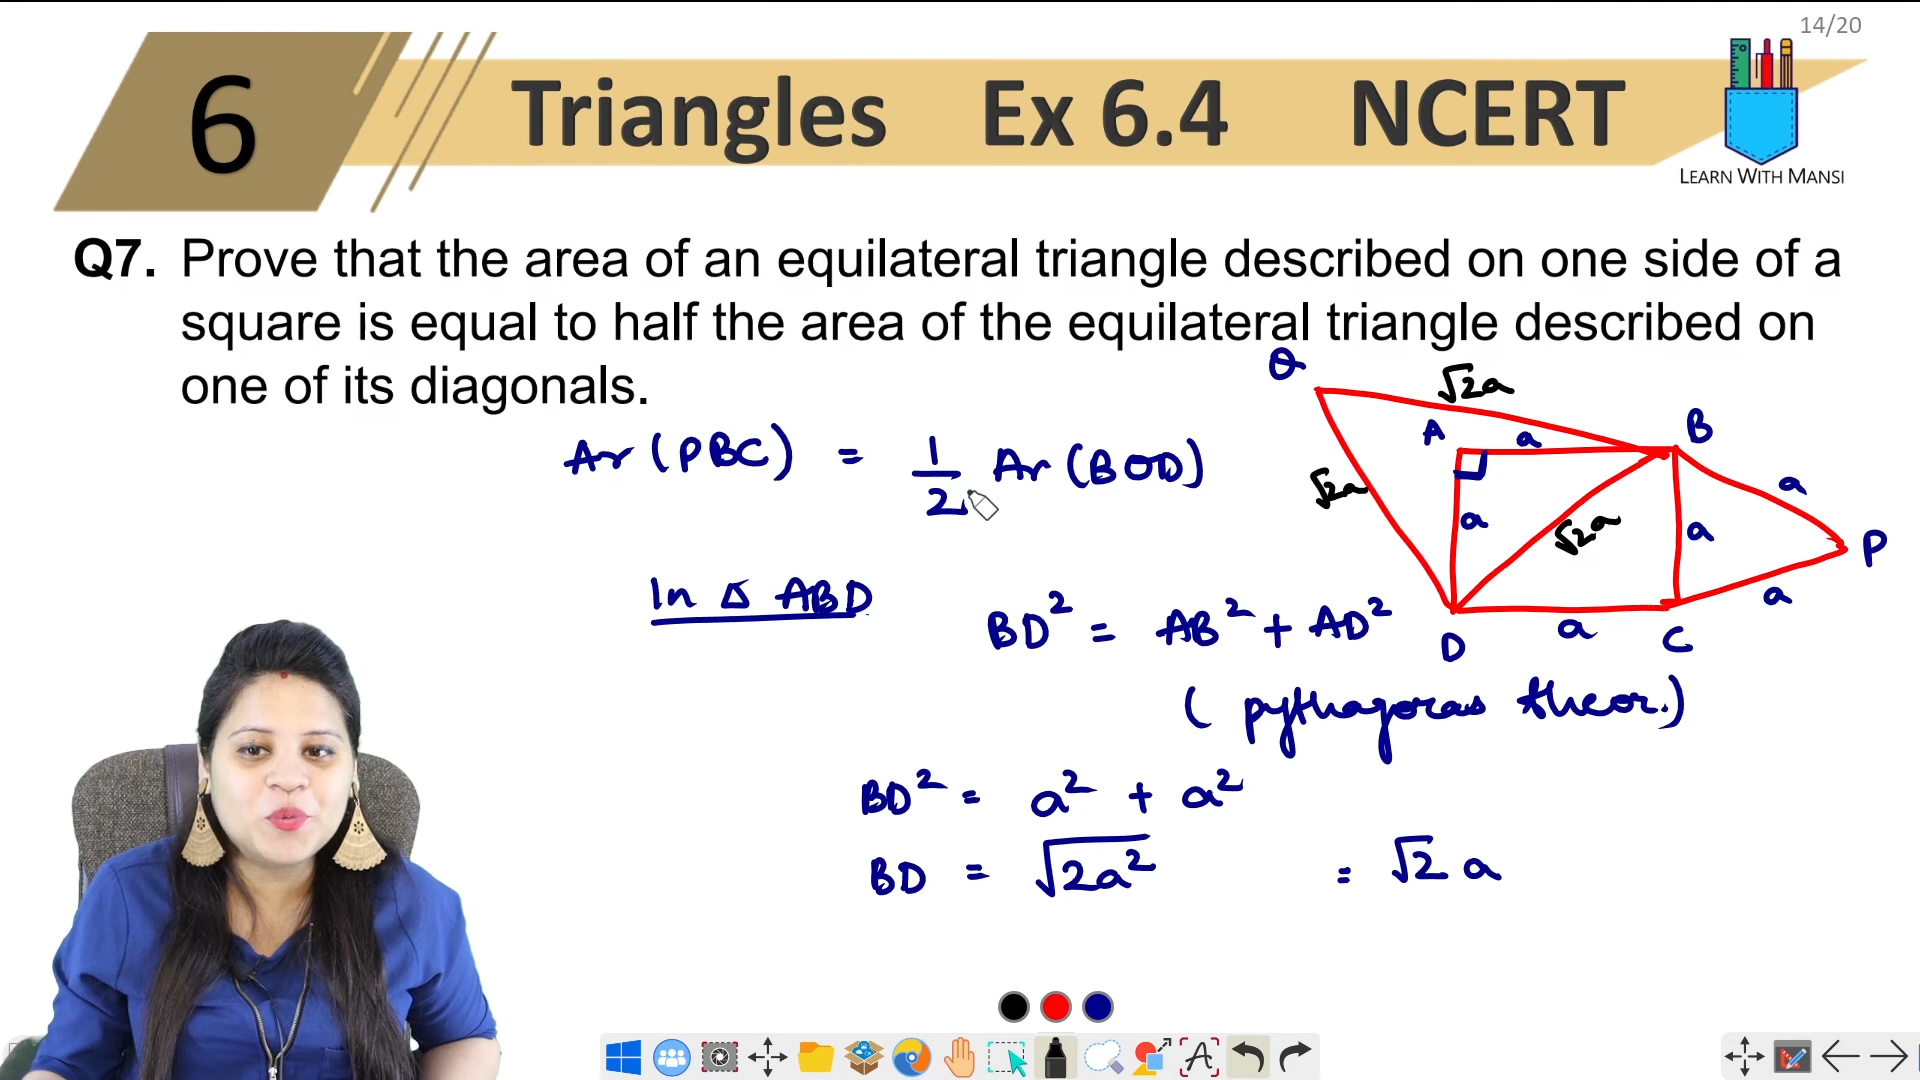 14/20
6 Triangles Ex 6.4 NCERT
LEARN WITH MANSI
Q7. Prove that the area of an equilateral triangle described on one side of a
square is equal to half the area of the equilateral triangle described on
one of its diagonals.
Ar (PBC) = 1/2 Ar (BQD)
Q
√2a
A
a
B
√2a
a
√2a
a
a
P
a
D
a
C
In Δ ABD
BD² = AB² + AD²
(pythagoras theor.)
BD² = a² + a²
BD = √2a² = √2 a